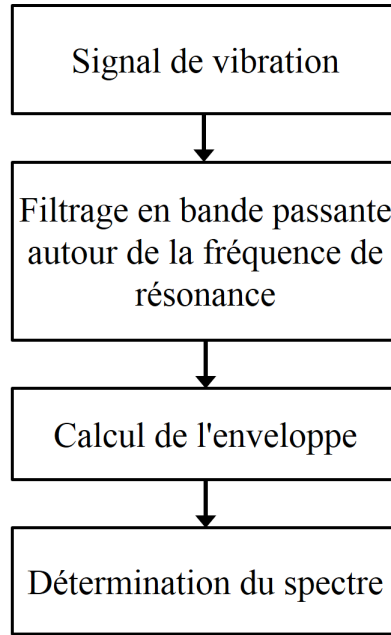 Signal de vibration
Filtrage en bande passante
autour de la fréquence de
résonance
Calcul de l'enveloppe
Détermination du spectre